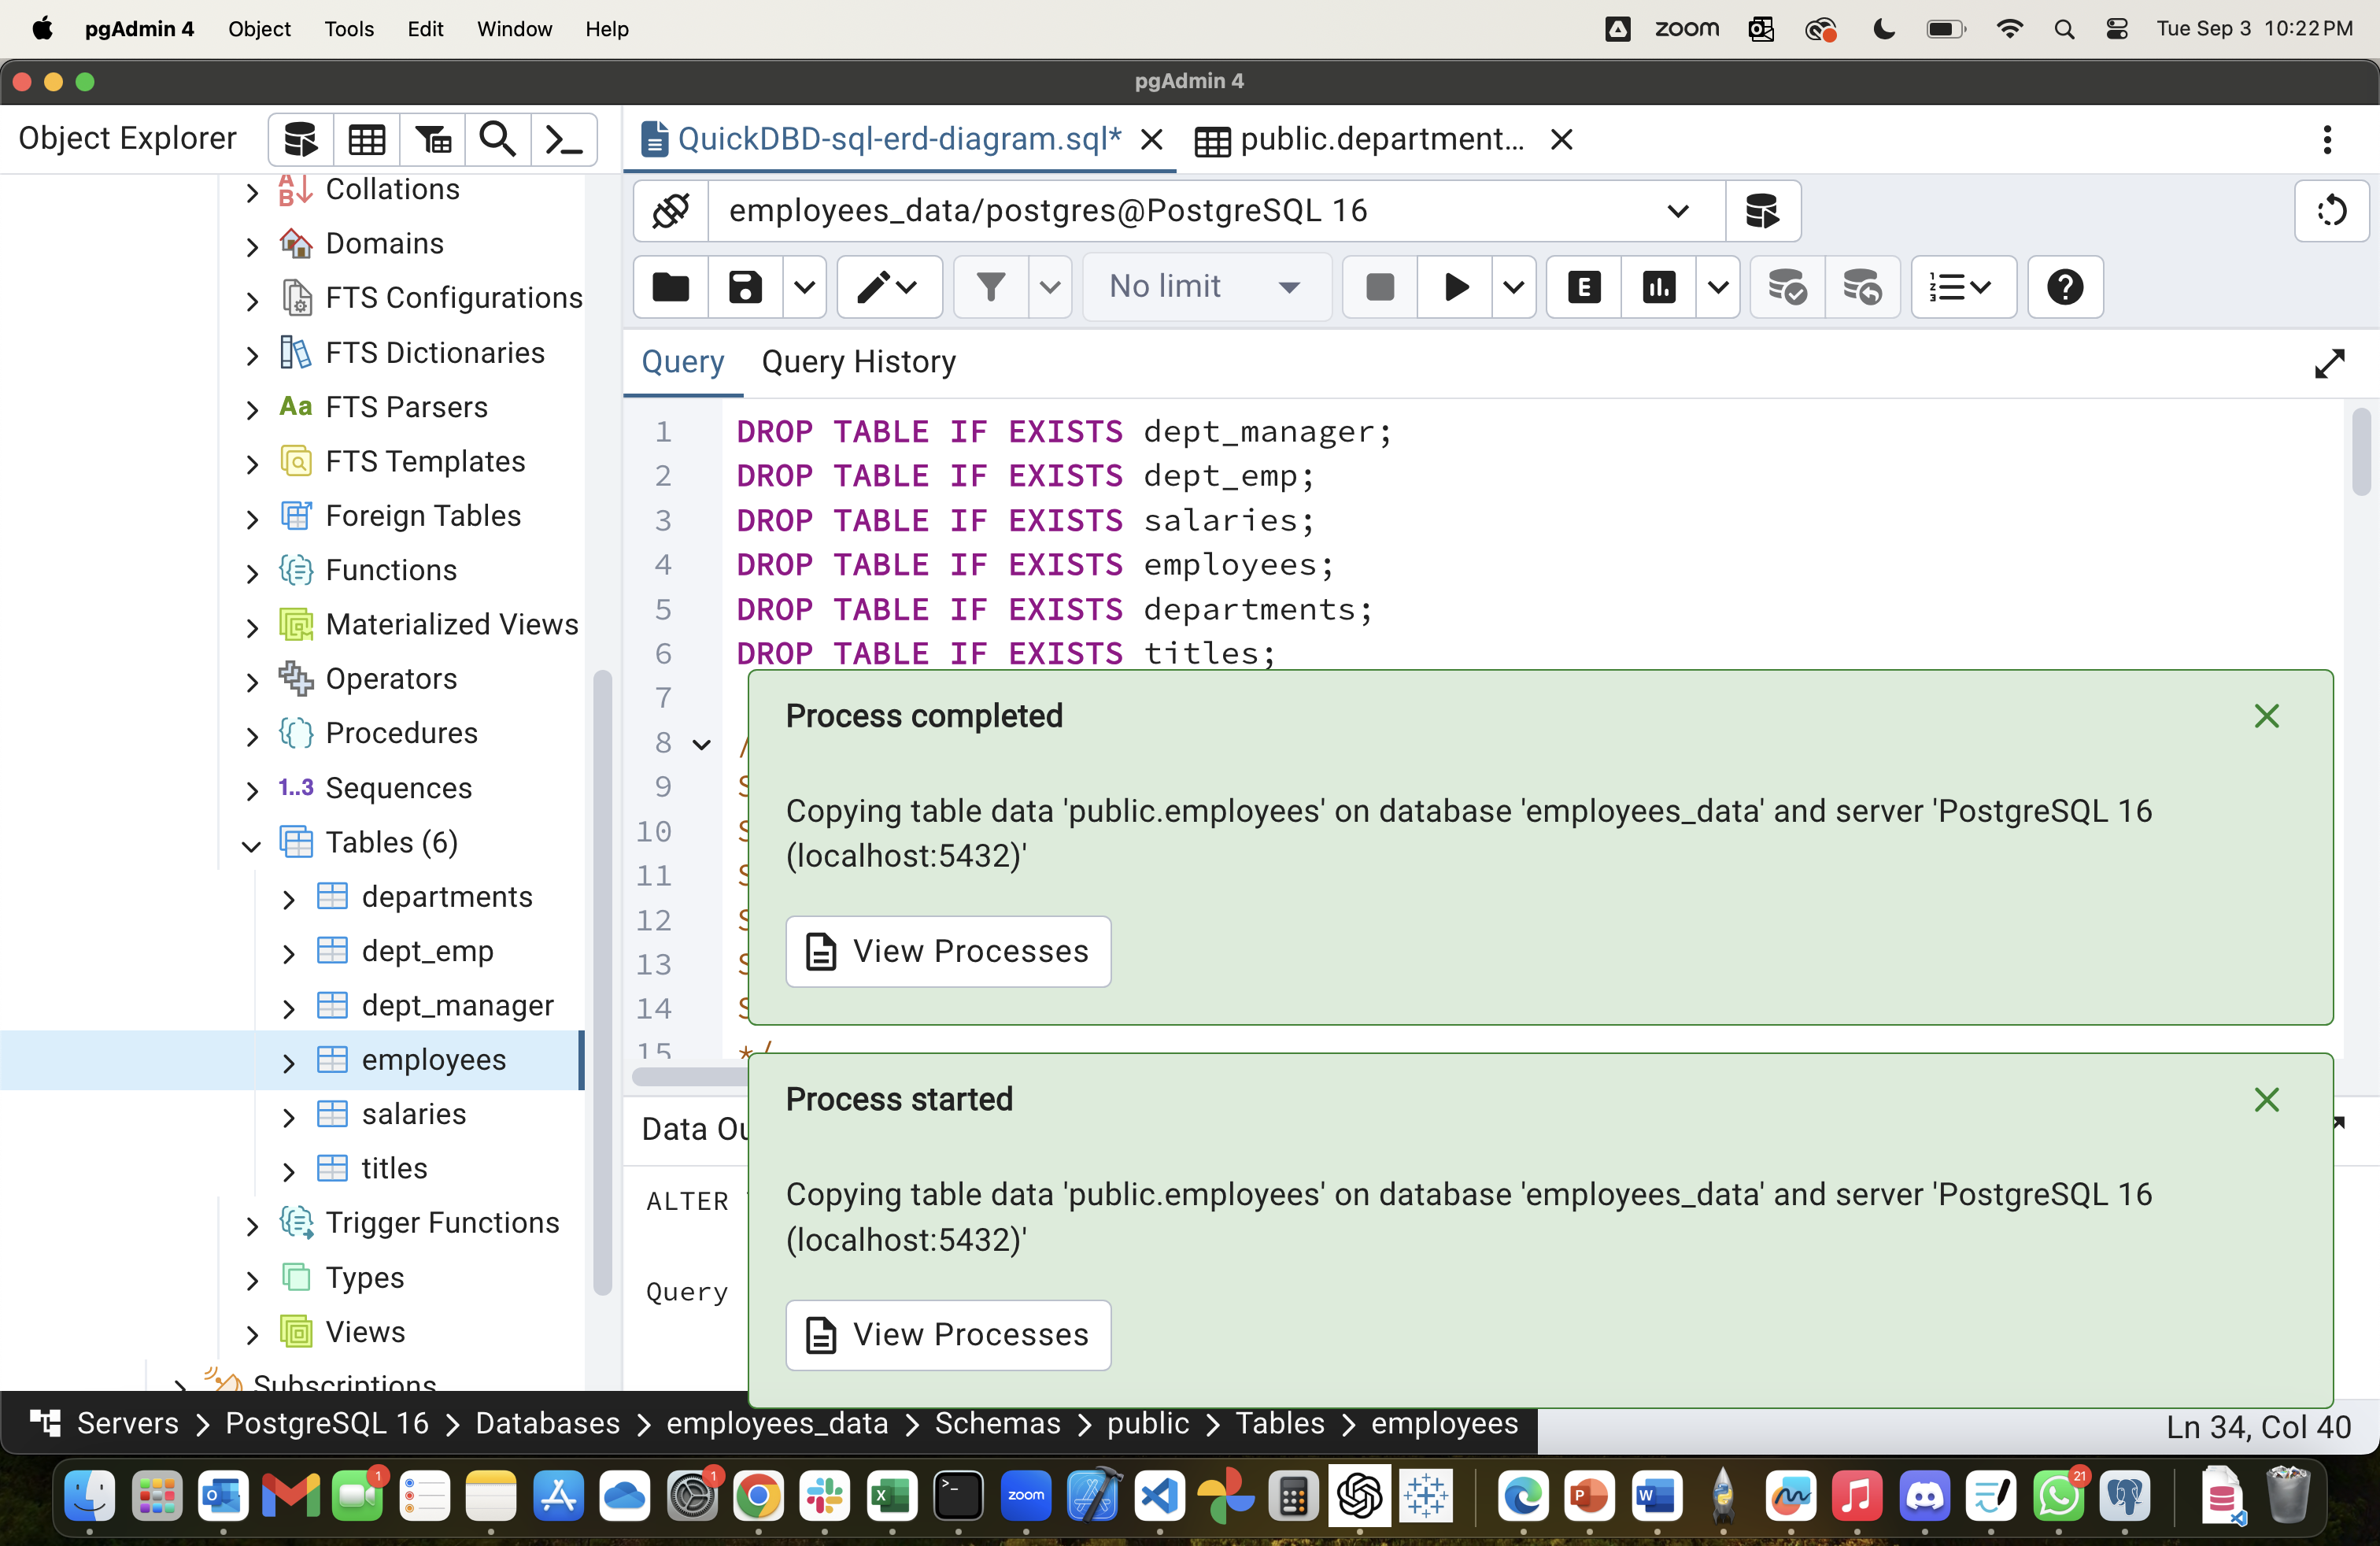 pgAdmin 4 Object Tools Edit Window Help
zoom
Tue Sep 3 10:22 PM
pgAdmin 4
Object Explorer
QuickDBD-sql-erd-diagram.sql*
public.department...
employees_data/postgres@PostgreSQL 16
No limit
E
Query Query History
Collations
Domains
FTS Configurations
FTS Dictionaries
Aa FTS Parsers
FTS Templates
Foreign Tables
Functions
Materialized Views
Operators
Procedures
1..3 Sequences
Tables (6)
departments
dept_emp
dept_manager
employees
salaries
titles
Trigger Functions
Types
Views
Subscriptions
1 DROP TABLE IF EXISTS dept_manager;
2 DROP TABLE IF EXISTS dept_emp;
3 DROP TABLE IF EXISTS salaries;
4 DROP TABLE IF EXISTS employees;
5 DROP TABLE IF EXISTS departments;
6 DROP TABLE IF EXISTS titles;
7
8 /
9 S
10 S
11 S
12 S
13 S
14 S
15 */
Process completed
Copying table data 'public.employees' on database 'employees_data' and server 'PostgreSQL 16
(localhost:5432)'
View Processes
Process started
Copying table data 'public.employees' on database 'employees_data' and server 'PostgreSQL 16
(localhost:5432)'
View Processes
Data Ou
ALTER
Query
Servers > PostgreSQL 16 > Databases > employees_data > Schemas > public > Tables > employees
Ln 34, Col 40
1
1
zoom
21